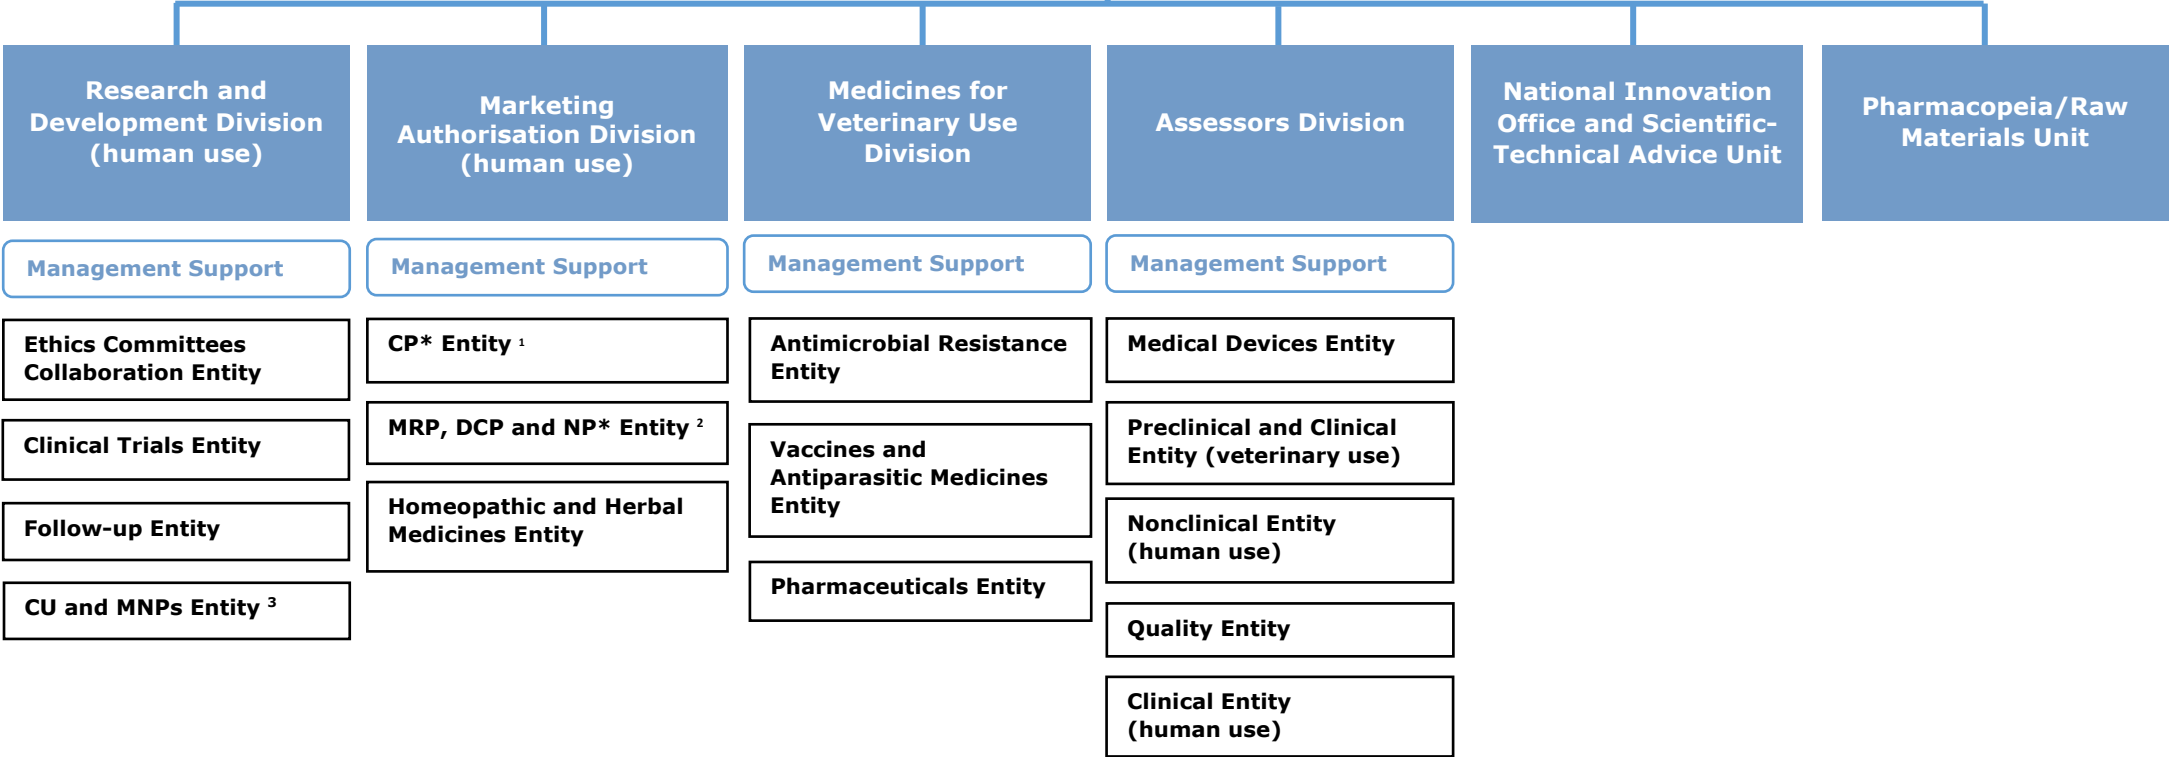 Research and
Development Division
(human use)
Marketing
Authorisation Division
(human use)
Medicines for
Veterinary Use
Division
Assessors Division
National Innovation
Office and Scientific-
Technical Advice Unit
Pharmacopeia/Raw
Materials Unit
Management Support
Management Support
Management Support
Management Support
Ethics Committees
Collaboration Entity
Clinical Trials Entity
Follow-up Entity
CU and MNPs Entity ³
CP* Entity ¹
MRP, DCP and NP* Entity ²
Homeopathic and Herbal
Medicines Entity
Antimicrobial Resistance
Entity
Vaccines and
Antiparasitic Medicines
Entity
Pharmaceuticals Entity
Medical Devices Entity
Preclinical and Clinical
Entity (veterinary use)
Nonclinical Entity
(human use)
Quality Entity
Clinical Entity
(human use)